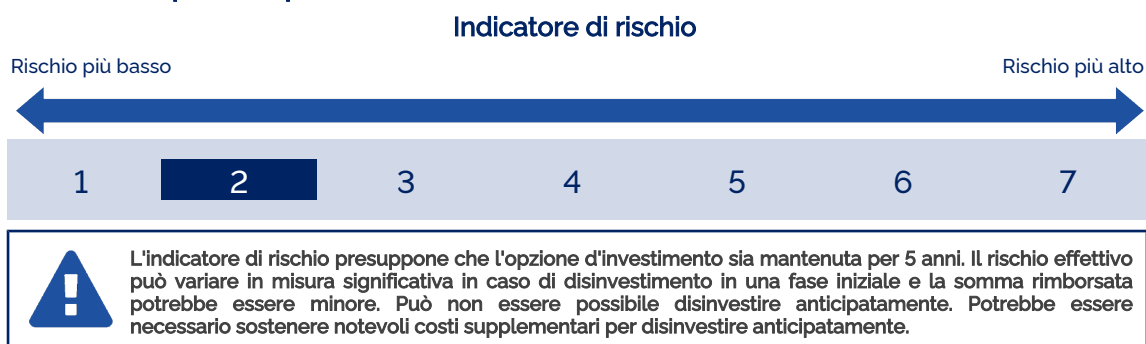 Indicatore di rischio
Rischio più basso
Rischio più alto
1 2 3 4 5 6 7
L'indicatore di rischio presuppone che l'opzione d'investimento sia mantenuta per 5 anni. Il rischio effettivo
può variare in misura significativa in caso di disinvestimento in una fase iniziale e la somma rimborsata
potrebbe essere minore. Può non essere possibile disinvestire anticipatamente. Potrebbe essere
necessario sostenere notevoli costi supplementari per disinvestire anticipatamente.